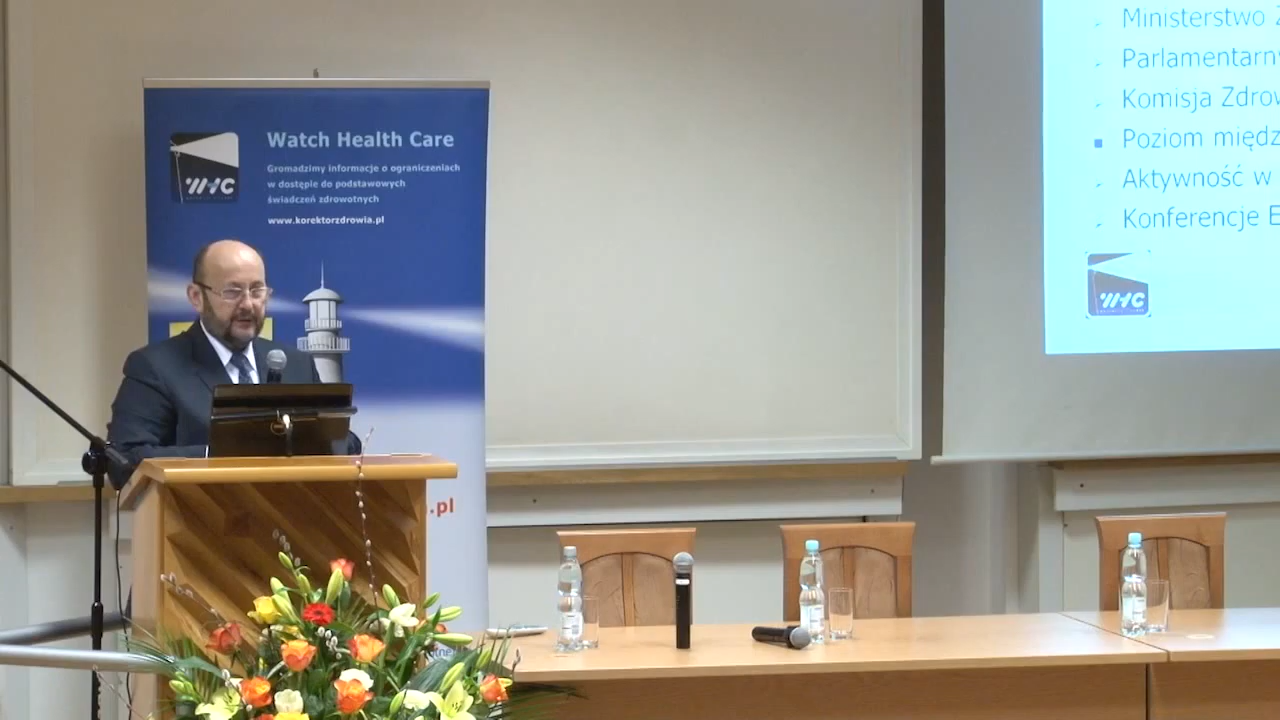 Watch Health Care
Gromadzimy informacje o ograniczeniach
w dostępie do podstawowych
świadczeń zdrowotnych
www.korektorzdrowia.pl
WHC
.pl
Ministerstwo
Parlamentarn
Komisja Zdrow
Poziom międz
Aktywność w
Konferencje E
WHC